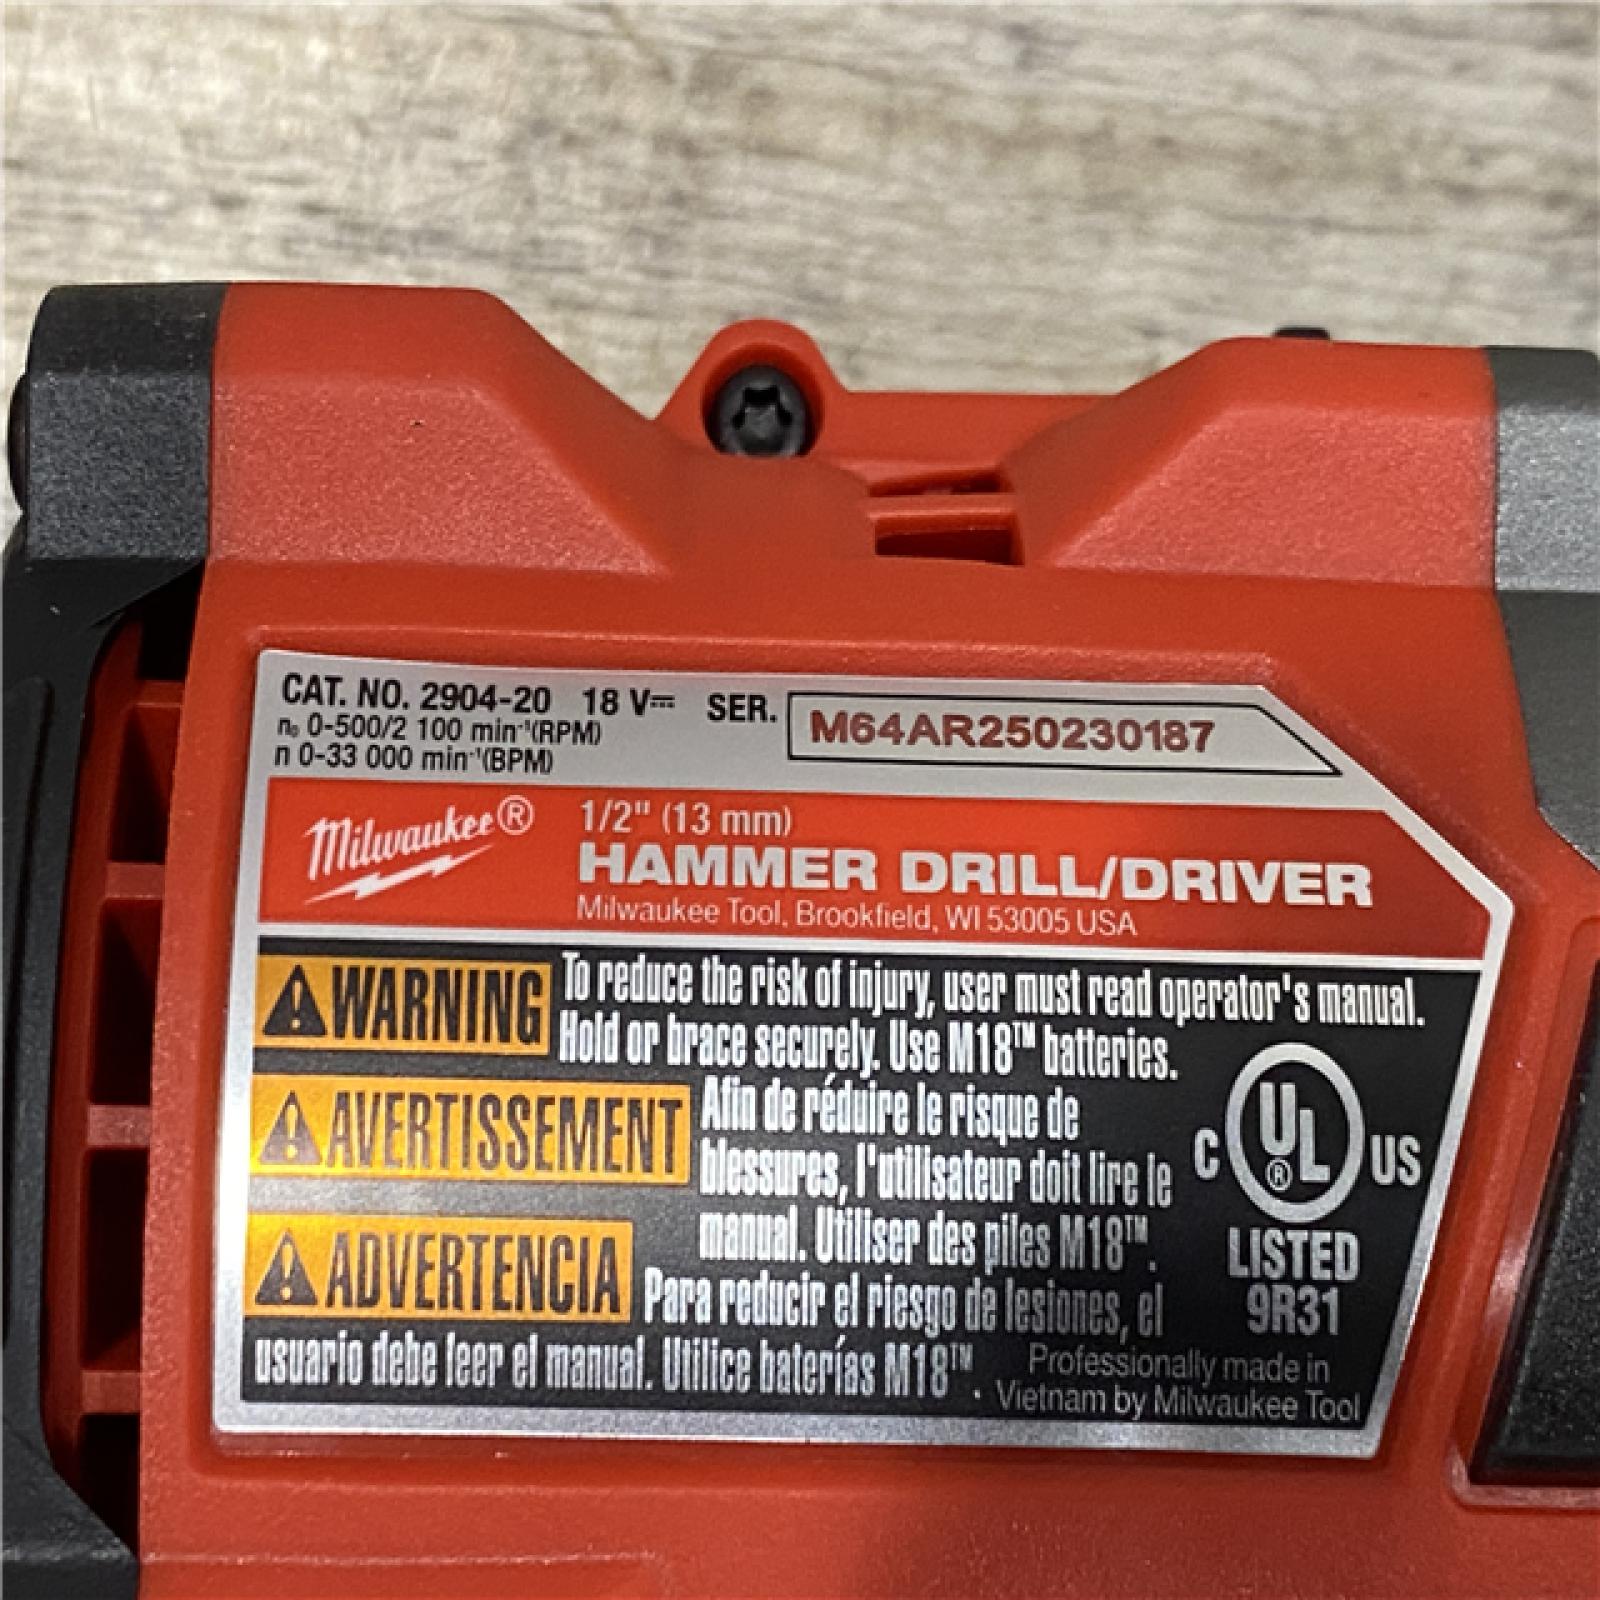 CAT. NO. 2904-20 18 V⎓ SER. M64AR250230187
n₀ 0-500/2 100 min⁻¹(RPM)
n 0-33 000 min⁻¹(BPM)
Milwaukee®
1/2" (13 mm)
HAMMER DRILL/DRIVER
Milwaukee Tool, Brookfield, WI 53005 USA
WARNING To reduce the risk of injury, user must read operator's manual.
Hold or brace securely. Use M18™ batteries.
AVERTISSEMENT Afin de réduire le risque de
blessures, l'utilisateur doit lire le
manual. Utiliser des piles M18™.
ADVERTENCIA Para reducir el riesgo de lesiones, el
usuario debe leer el manual. Utilice baterías M18™.
C UL® US
LISTED
9R31
Professionally made in
Vietnam by Milwaukee Tool